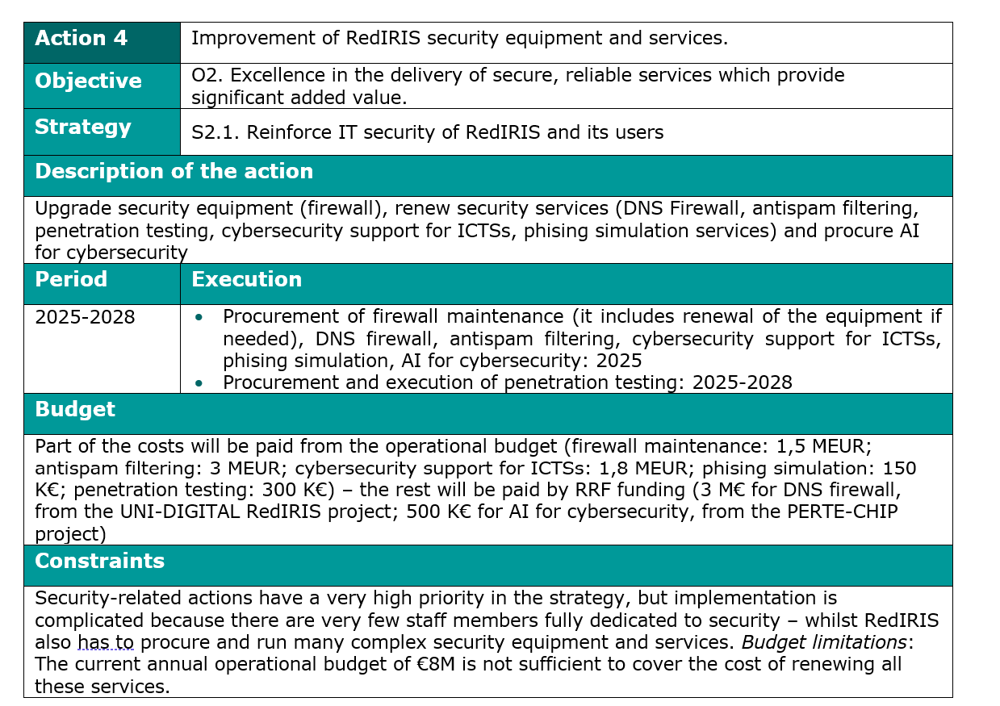 Action 4
Improvement of RedIRIS security equipment and services.
Objective
O2. Excellence in the delivery of secure, reliable services which provide
significant added value.
Strategy
S2.1. Reinforce IT security of RedIRIS and its users
Description of the action
Upgrade security equipment (firewall), renew security services (DNS Firewall, antispam filtering,
penetration testing, cybersecurity support for ICTSs, phising simulation services) and procure AI
for cybersecurity
Period
Execution
2025-2028
• Procurement of firewall maintenance (it includes renewal of the equipment if
needed), DNS firewall, antispam filtering, cybersecurity support for ICTSs,
phising simulation, AI for cybersecurity: 2025
• Procurement and execution of penetration testing: 2025-2028
Budget
Part of the costs will be paid from the operational budget (firewall maintenance: 1,5 MEUR;
antispam filtering: 3 MEUR; cybersecurity support for ICTSs: 1,8 MEUR; phising simulation: 150
K€; penetration testing: 300 K€) – the rest will be paid by RRF funding (3 M€ for DNS firewall,
from the UNI-DIGITAL RedIRIS project; 500 K€ for AI for cybersecurity, from the PERTE-CHIP
project)
Constraints
Security-related actions have a very high priority in the strategy, but implementation is
complicated because there are very few staff members fully dedicated to security – whilst RedIRIS
also has to procure and run many complex security equipment and services. Budget limitations:
The current annual operational budget of €8M is not sufficient to cover the cost of renewing all
these services.